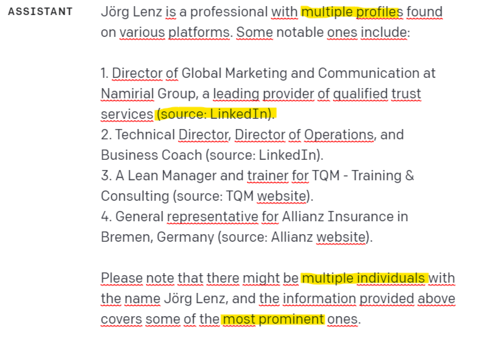 ASSISTANT
Jörg Lenz is a professional with multiple profiles found
on various platforms. Some notable ones include:
1. Director of Global Marketing and Communication at
Namirial Group, a leading provider of qualified trust
services (source: LinkedIn).
2. Technical Director, Director of Operations, and
Business Coach (source: LinkedIn).
3. A Lean Manager and trainer for TQM - Training &
Consulting (source: TQM website).
4. General representative for Allianz Insurance in
Bremen, Germany (source: Allianz website).
Please note that there might be multiple individuals with
the name Jörg Lenz, and the information provided above
covers some of the most prominent ones.